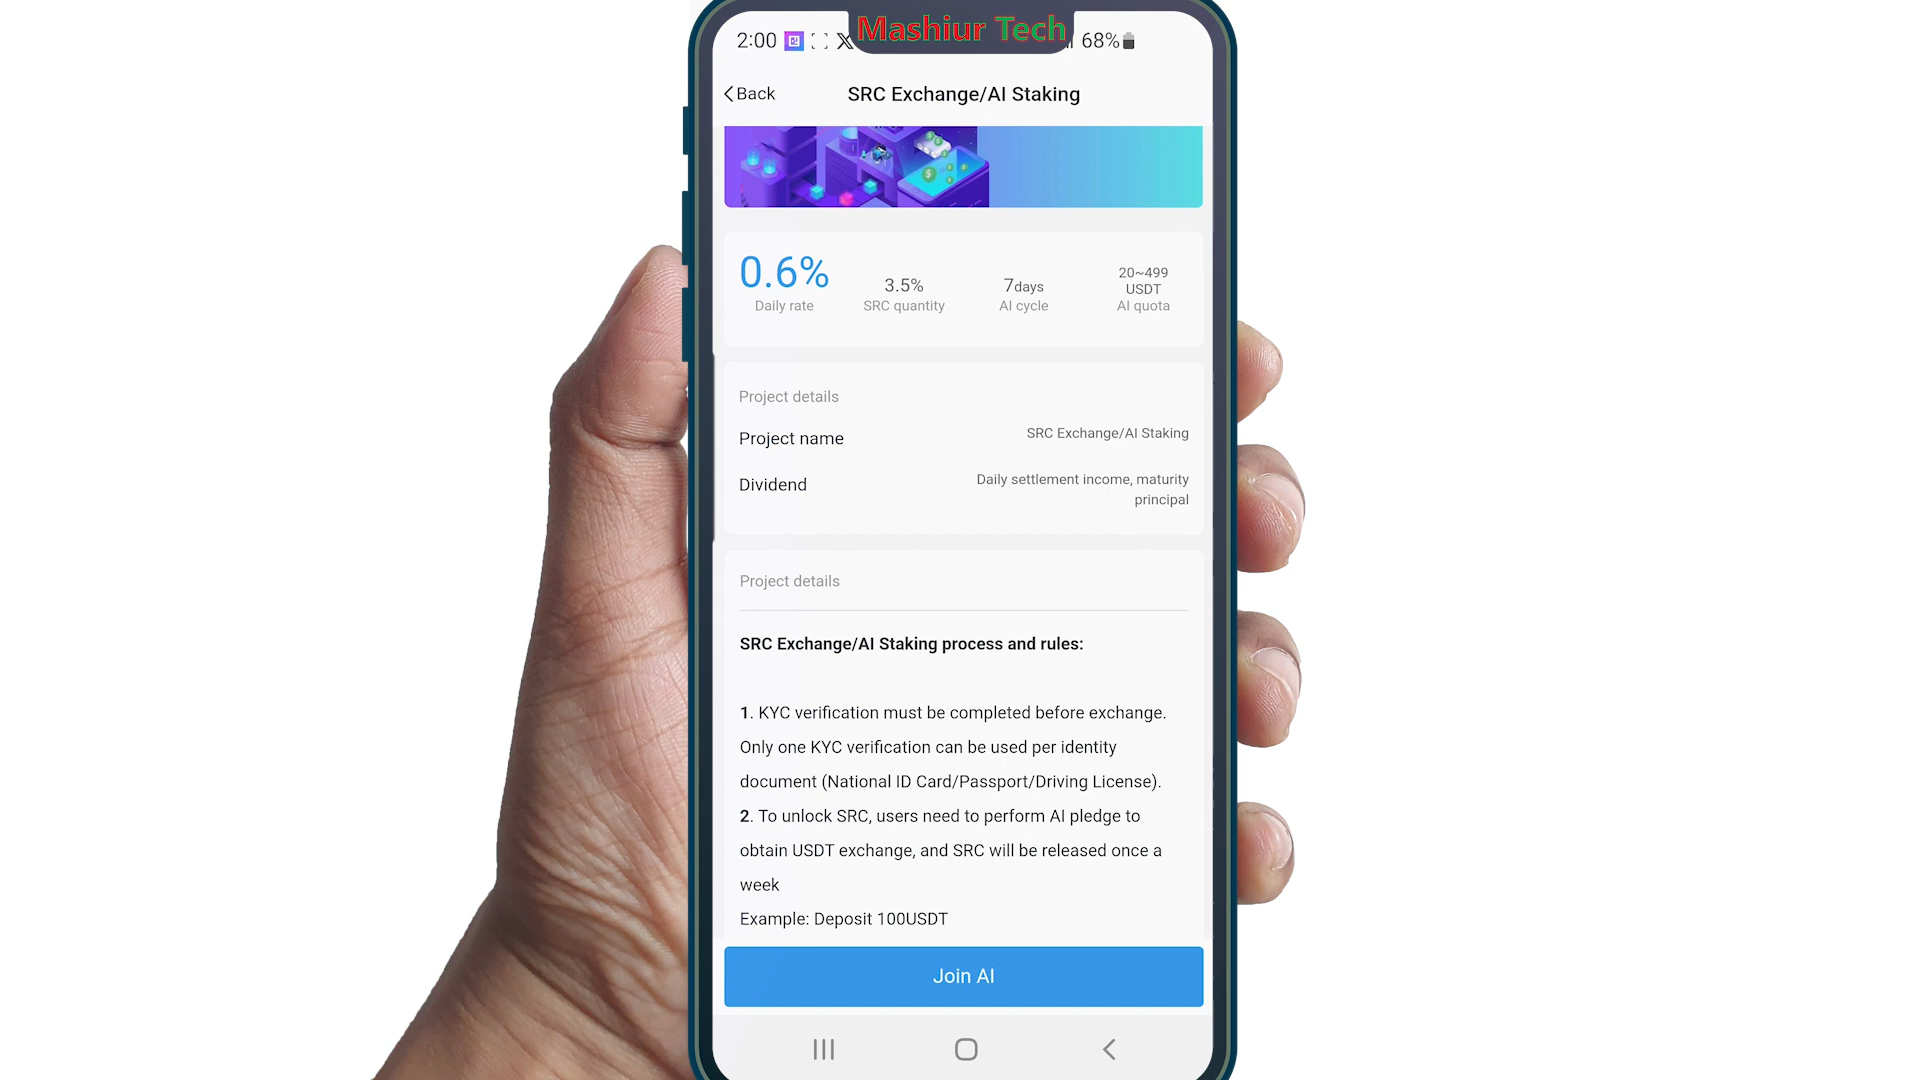 Mashiur Tech
2:00 68%
Back SRC Exchange/AI Staking
0.6%
Daily rate
3.5%
SRC quantity
7days
AI cycle
20~499
USDT
AI quota
Project details
Project name SRC Exchange/AI Staking
Dividend Daily settlement income, maturity
principal
Project details
SRC Exchange/AI Staking process and rules:
1. KYC verification must be completed before exchange.
Only one KYC verification can be used per identity
document (National ID Card/Passport/Driving License).
2. To unlock SRC, users need to perform AI pledge to
obtain USDT exchange, and SRC will be released once a
week
Example: Deposit 100USDT
Join AI